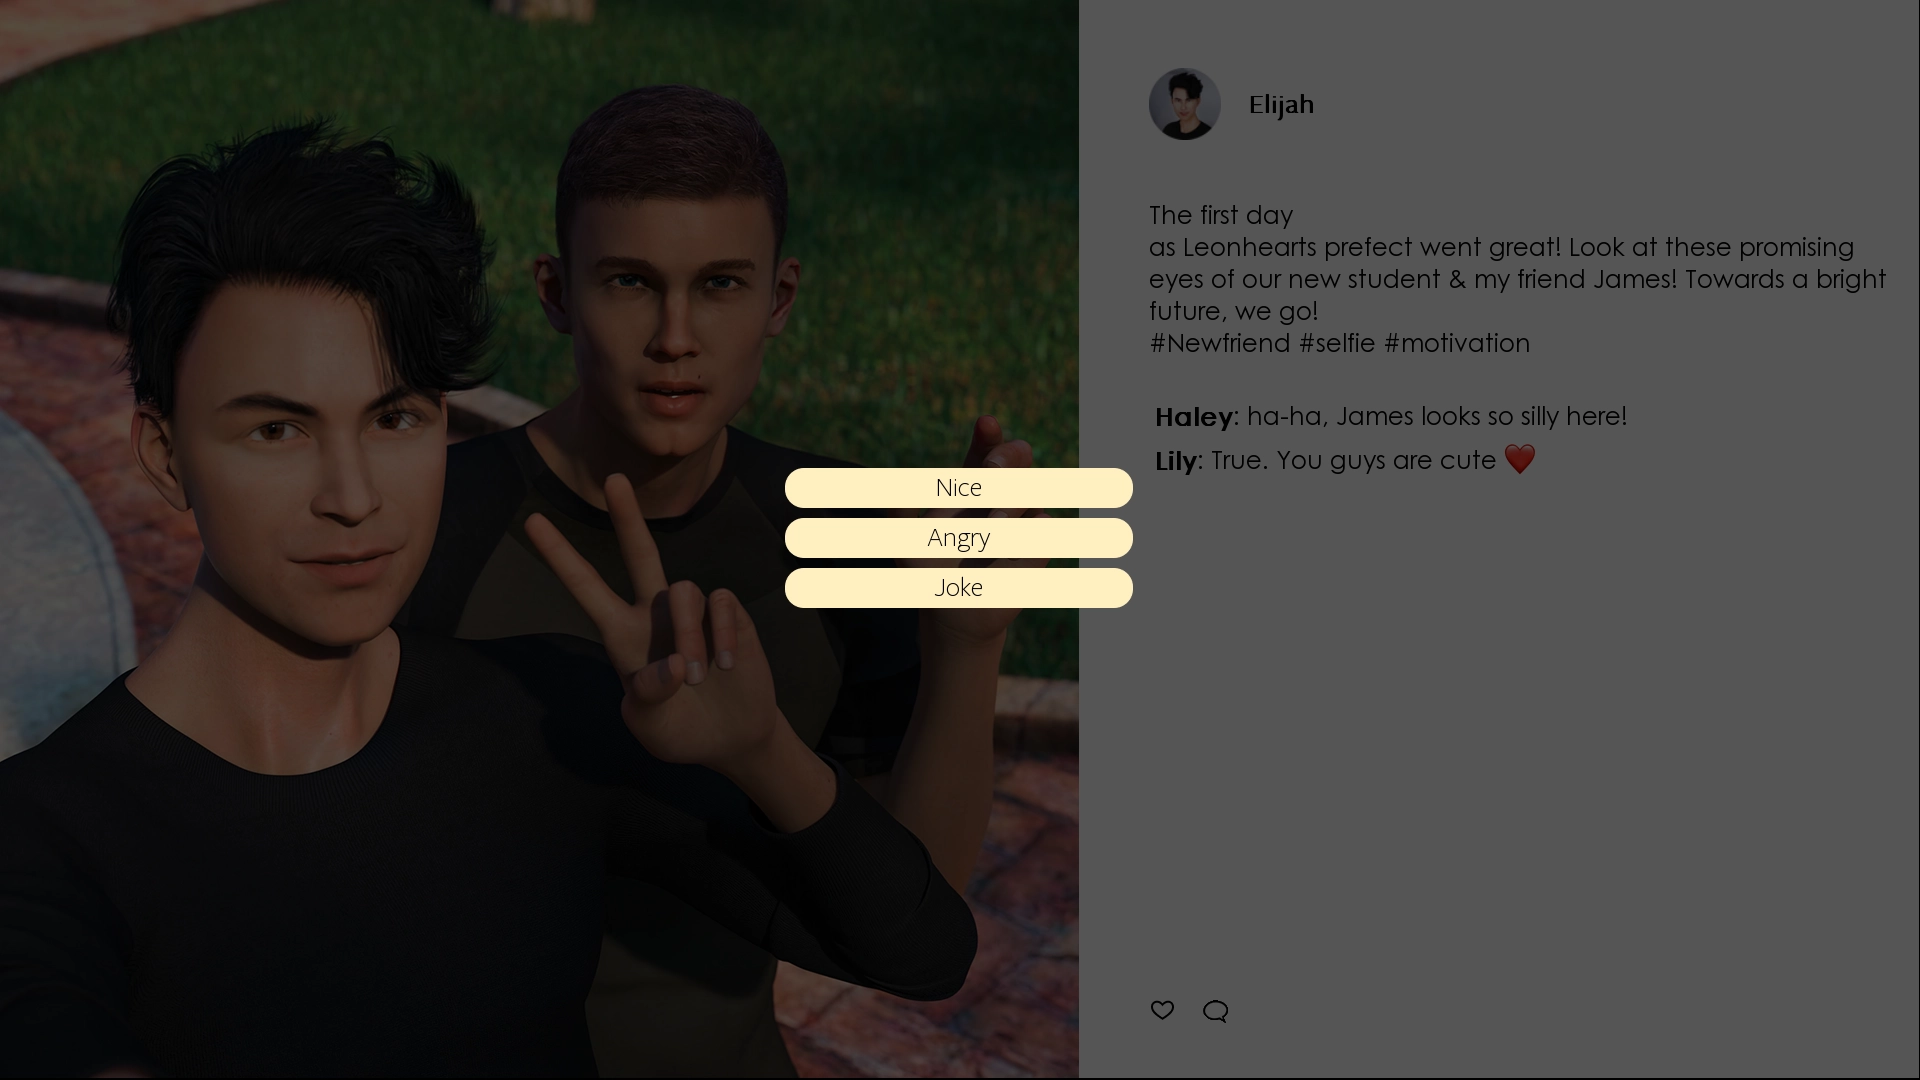 Elijah
The first day
as Leonhearts prefect went great! Look at these promising
eyes of our new student & my friend James! Towards a bright
future, we go!
#Newfriend #selfie #motivation
Haley: ha-ha, James looks so silly here!
Lily: True. You guys are cute ❤️
Nice
Angry
Joke